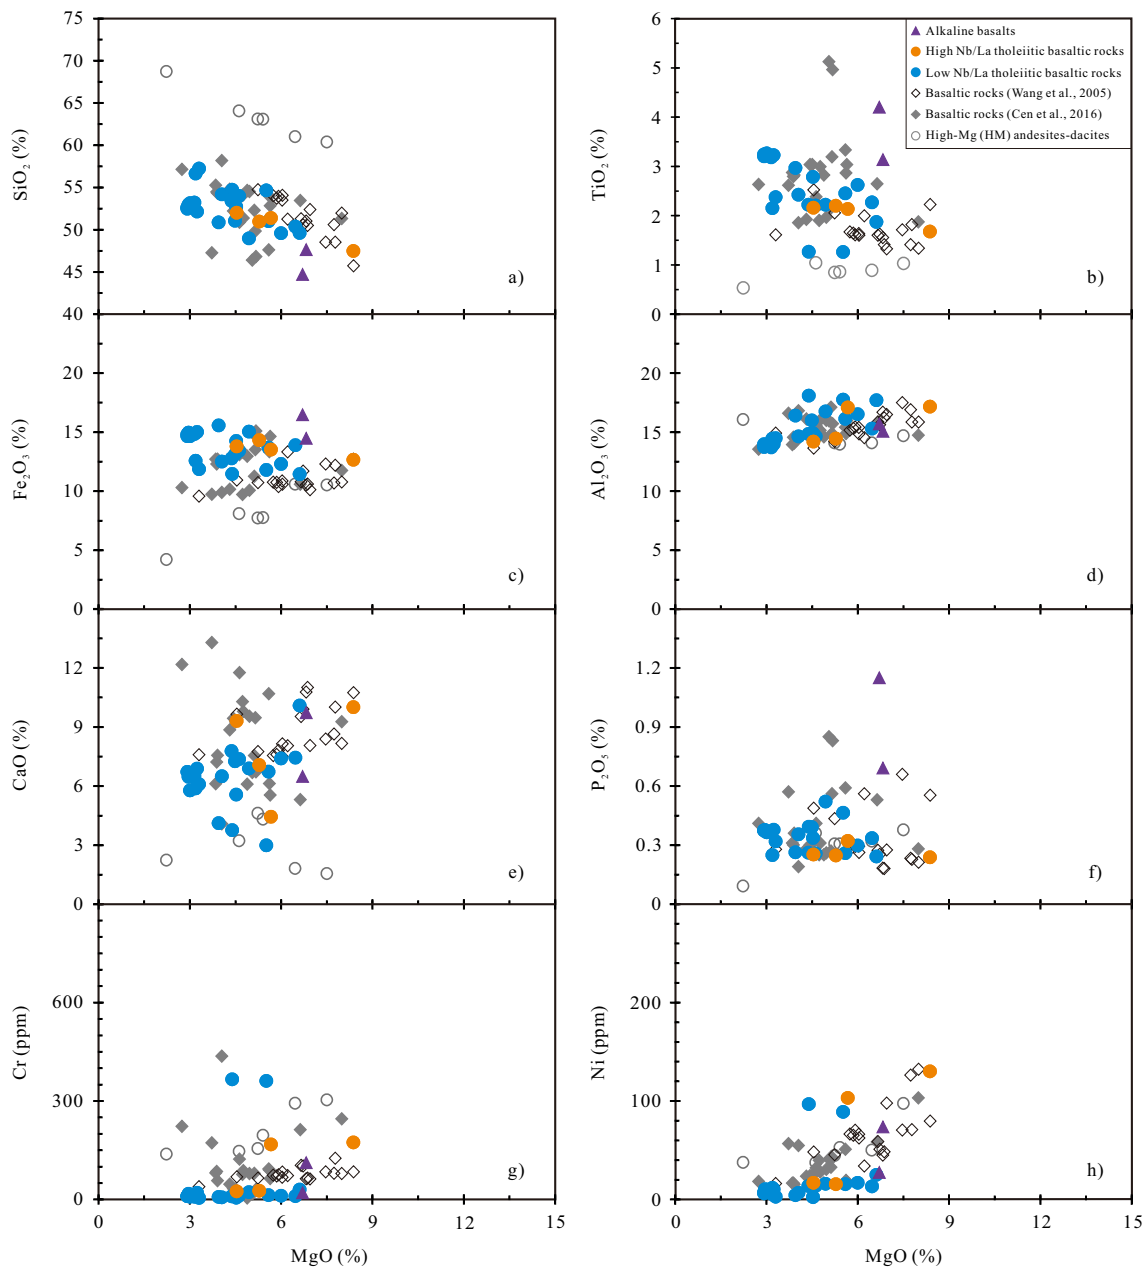 75
70
65
60
55
50
45
40
SiO2 (%)
a)
6
5
4
3
2
1
0
TiO2 (%)
Alkaline basalts
High Nb/La tholeiitic basaltic rocks
Low Nb/La tholeiitic basaltic rocks
Basaltic rocks (Wang et al., 2005)
Basaltic rocks (Cen et al., 2016)
High-Mg (HM) andesites-dacites
b)
20
15
10
5
0
Fe2O3 (%)
c)
20
15
10
5
0
Al2O3 (%)
d)
12
9
6
3
0
CaO (%)
e)
1.2
0.9
0.6
0.3
0
P2O5 (%)
f)
600
300
0
Cr (ppm)
g)
0
3
6
9
12
15
MgO (%)
200
100
0
Ni (ppm)
h)
0
3
6
9
12
15
MgO (%)